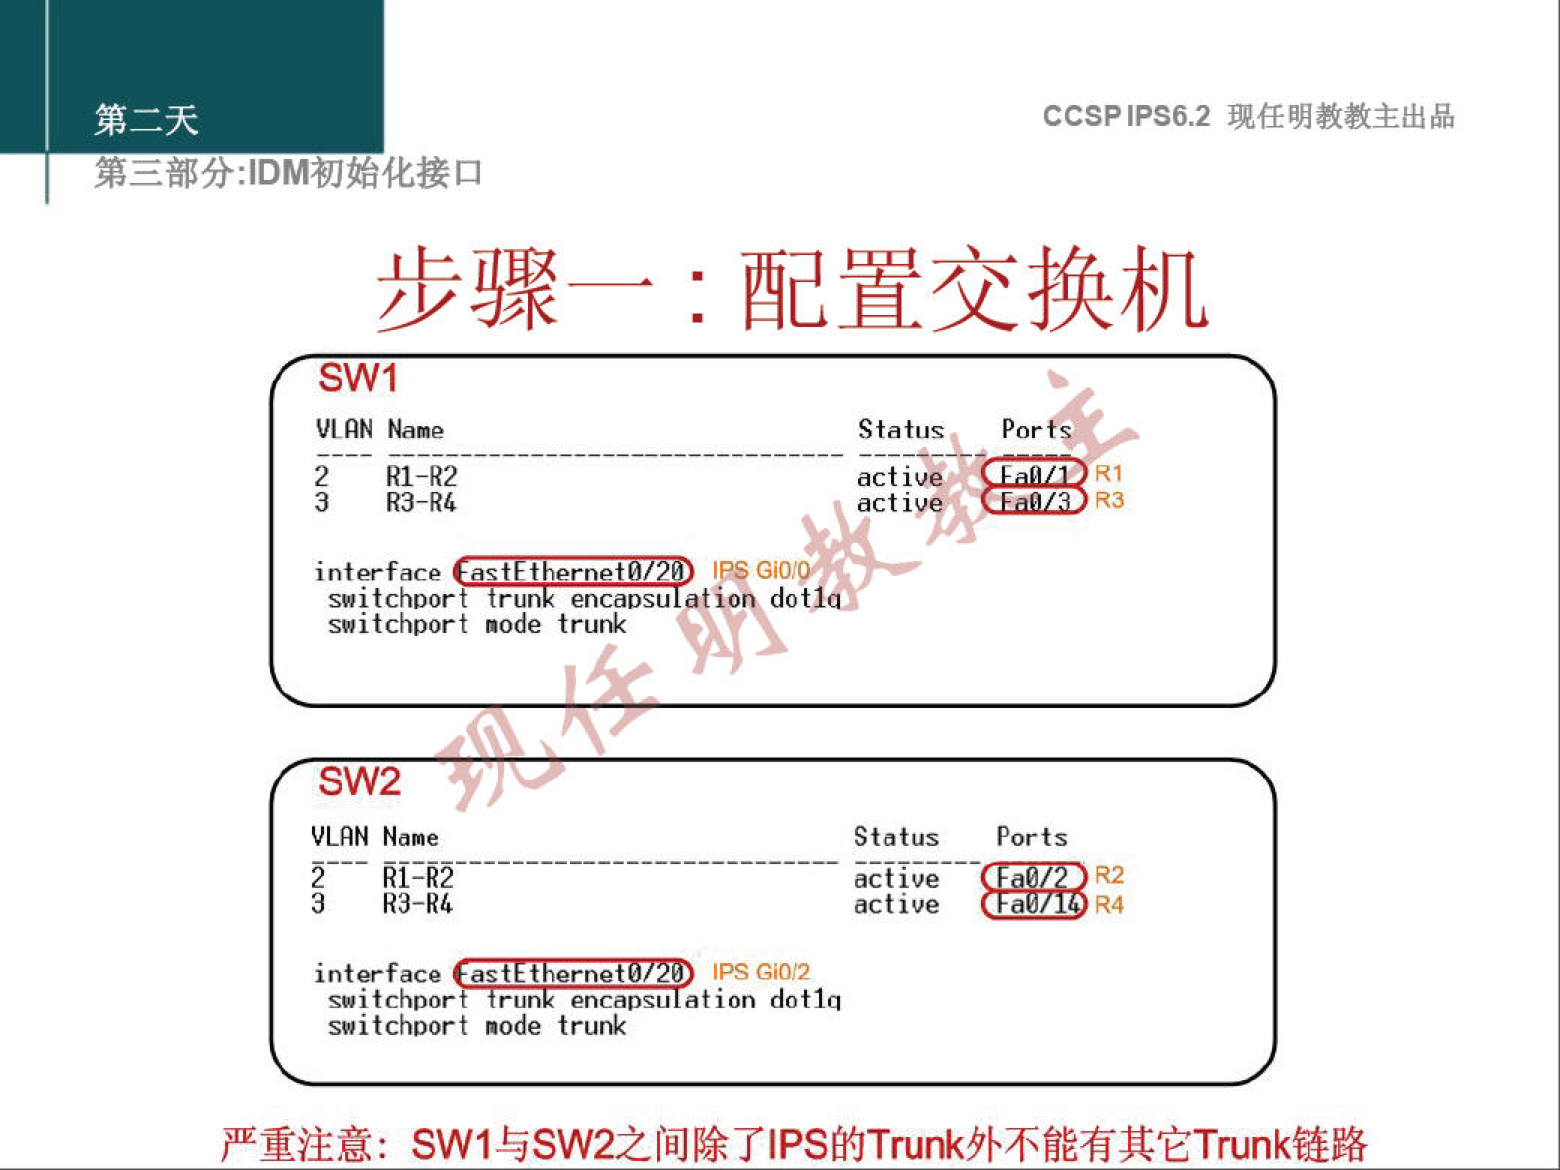 第二天
CCSP IPS6.2 现任明教教主出品
第三部分:IDM初始化接口
步骤一：配置交换机
SW1
VLAN Name Status Ports
---- -------------------------------- --------- -----
2 R1-R2 active Fa0/1 R1
3 R3-R4 active Fa0/3 R3
interface FastEthernet0/20 IPS Gi0/0
switchport trunk encapsulation dot1q
switchport mode trunk
现任明教教主
SW2
VLAN Name Status Ports
---- -------------------------------- --------- -----
2 R1-R2 active Fa0/2 R2
3 R3-R4 active Fa0/14 R4
interface FastEthernet0/20 IPS Gi0/2
switchport trunk encapsulation dot1q
switchport mode trunk
严重注意：SW1与SW2之间除了IPS的Trunk外不能有其它Trunk链路